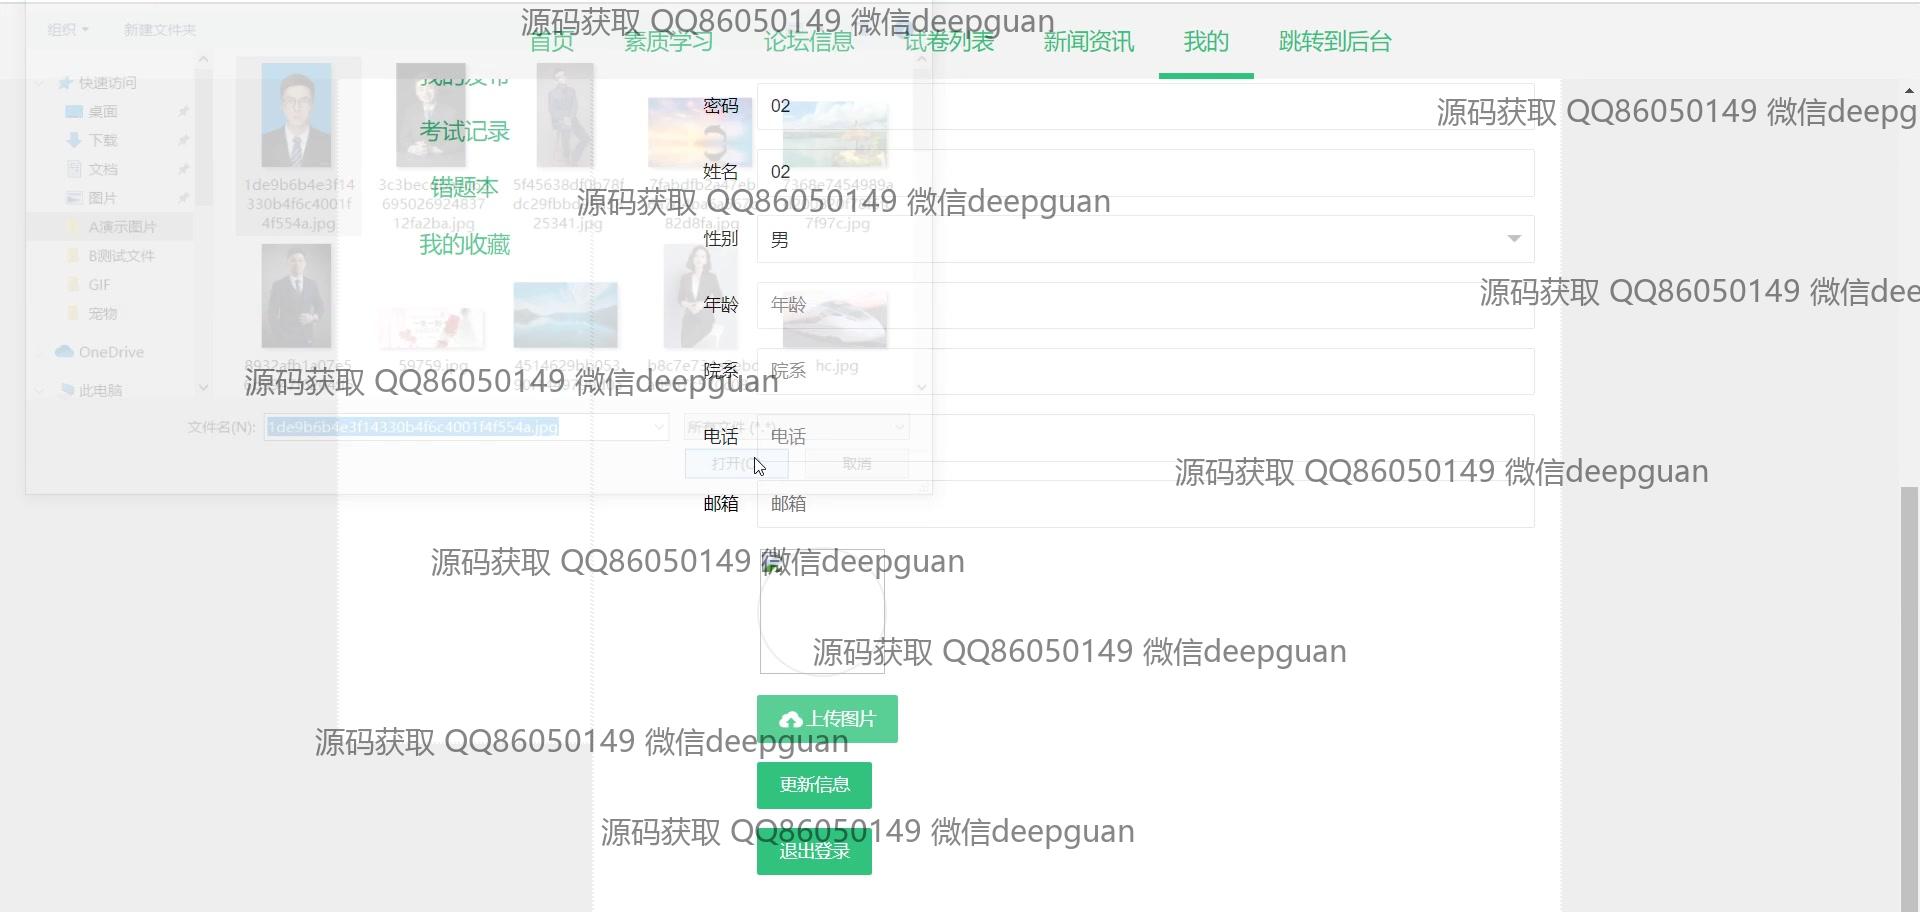 组织 新建文件夹
源码获取 QQ86050149 微信deepguan
首页 素质学习 论坛信息 试卷列表 新闻资讯 我的 跳转到后台
快速访问
桌面
下载
文档
图片
A演示图片
B测试文件
GIF
宠物
OneDrive
此电脑
我的发布
考试记录
错题本
我的收藏
1de9b6b4e3f14
330b4f6c4001f
4f554a.jpg
695026924837
12fa2ba.jpg
5f45638df0b78f
25341.jpg
7fabdfb2a47eb
82d8fa.jpg
7368e7454989a
7f97c.jpg
8932afb1a07e5
59759.jpg
4514629bb053
hc.jpg
密码 02
源码获取 QQ86050149 微信deepg
姓名 02
源码获取 QQ86050149 微信deepguan
性别 男
源码获取 QQ86050149 微信dee
年龄 年龄
院系 院系
源码获取 QQ86050149 微信deepguan
文件名(N): 1de9b6b4e3f14330b4f6c4001f4f554a.jpg 所有文件 (*.*)
电话 电话
打开(O 取消
源码获取 QQ86050149 微信deepguan
邮箱 邮箱
源码获取 QQ86050149 微信deepguan
源码获取 QQ86050149 微信deepguan
上传图片
源码获取 QQ86050149 微信deepguan
更新信息
源码获取 QQ86050149 微信deepguan
退出登录